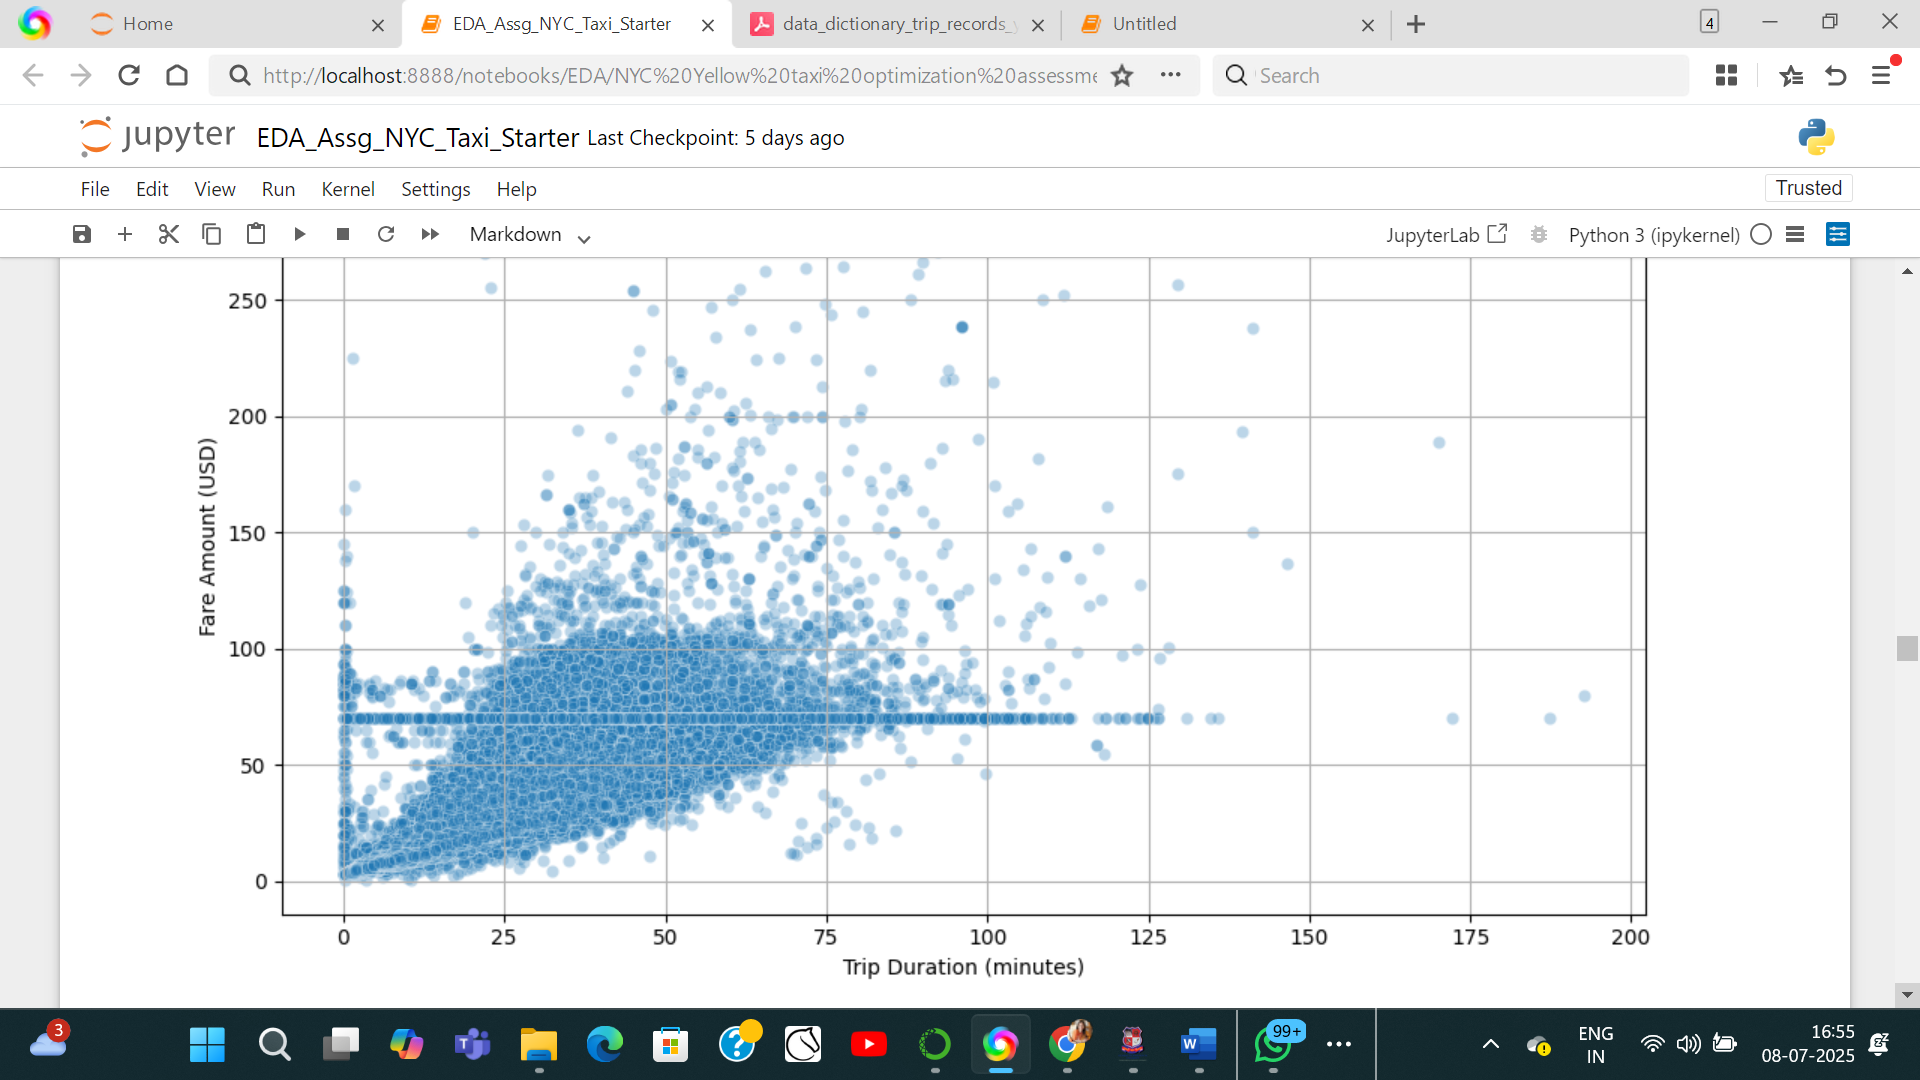 Home
EDA_Assg_NYC_Taxi_Starter
data_dictionary_trip_records_y
Untitled
4
http://localhost:8888/notebooks/EDA/NYC%20Yellow%20taxi%20optimization%20assessme
Search
jupyter EDA_Assg_NYC_Taxi_Starter Last Checkpoint: 5 days ago
File Edit View Run Kernel Settings Help Trusted
Markdown JupyterLab Python 3 (ipykernel)
250
200
150
100
50
0
Fare Amount (USD)
0 25 50 75 100 125 150 175 200
Trip Duration (minutes)
3
99+
ENG
IN
16:55
08-07-2025